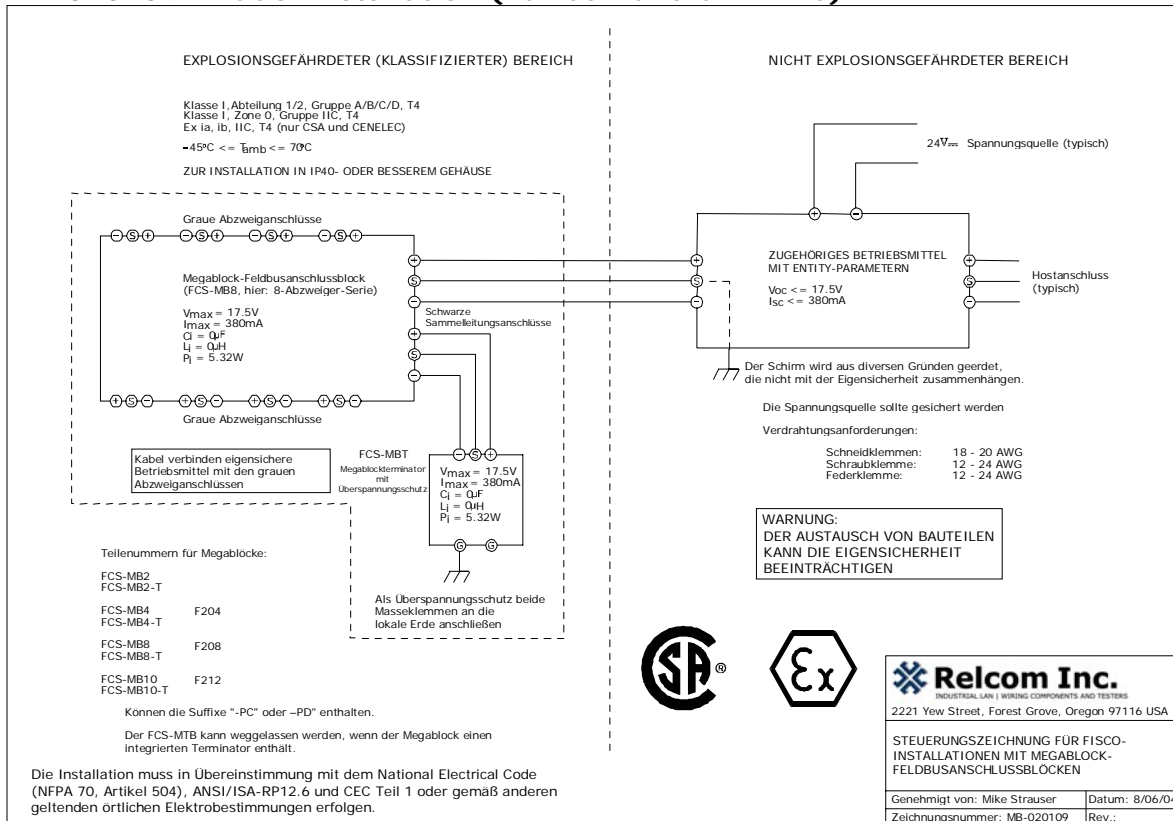 EXPLOSIONSGEFÄHRDETER (KLASSIFIZIERTER) BEREICH
Klasse I, Abteilung 1/2, Gruppe A/B/C/D, T4
Klasse I, Zone 0, Gruppe IIC, T4
Ex ia, ib, IIC, T4 (nur CSA und CENELEC)
-45°C <= Tamb <= 70°C
ZUR INSTALLATION IN IP40- ODER BESSEREM GEHÄUSE
Graue Abzweiganschlüsse
- S + - S + - S + - S +
Megablock-Feldbusanschlussblock
(FCS-MB8, hier: 8-Abzweiger-Serie)
Vmax = 17.5V
Imax = 380mA
Ci = 0µF
Li = 0µH
Pi = 5.32W
+
S
-
Schwarze
Sammelleitungsanschlüsse
+
S
-
+ S - + S - + S - + S -
Graue Abzweiganschlüsse
Kabel verbinden eigensichere
Betriebsmittel mit den grauen
Abzweiganschlüssen
FCS-MBT
Megablockterminator
mit
Überspannungsschutz
- S +
Vmax = 17.5V
Imax = 380mA
Ci = 0µF
Li = 0µH
Pi = 5.32W
G G
Als Überspannungsschutz beide
Masseklemmen an die
lokale Erde anschließen
Teilenummern für Megablöcke:
FCS-MB2
FCS-MB2-T
FCS-MB4 F204
FCS-MB4-T
FCS-MB8 F208
FCS-MB8-T
FCS-MB10 F212
FCS-MB10-T
Können die Suffixe "-PC" oder –PD" enthalten.
Der FCS-MTB kann weggelassen werden, wenn der Megablock einen
integrierten Terminator enthält.
Die Installation muss in Übereinstimmung mit dem National Electrical Code
(NFPA 70, Artikel 504), ANSI/ISA-RP12.6 und CEC Teil 1 oder gemäß anderen
geltenden örtlichen Elektrobestimmungen erfolgen.
NICHT EXPLOSIONSGEFÄHRDETER BEREICH
24V Spannungsquelle (typisch)
+ -
+
S
-
ZUGEHÖRIGES BETRIEBSMITTEL
MIT ENTITY-PARAMETERN
Voc <= 17.5V
Isc <= 380mA
+
S
-
Hostanschluss
(typisch)
Der Schirm wird aus diversen Gründen geerdet,
die nicht mit der Eigensicherheit zusammenhängen.
Die Spannungsquelle sollte gesichert werden
Verdrahtungsanforderungen:
Schneidklemmen: 18 - 20 AWG
Schraubklemme: 12 - 24 AWG
Federklemme: 12 - 24 AWG
WARNUNG:
DER AUSTAUSCH VON BAUTEILEN
KANN DIE EIGENSICHERHEIT
BEEINTRÄCHTIGEN
SA ®
Ex
Relcom Inc.
INDUSTRIAL LAN | WIRING COMPONENTS AND TESTERS
2221 Yew Street, Forest Grove, Oregon 97116 USA
STEUERUNGSZEICHNUNG FÜR FISCO-
INSTALLATIONEN MIT MEGABLOCK-
FELDBUSANSCHLUSSBLÖCKEN
Genehmigt von: Mike Strauser Datum: 8/06/04
Zeichnungsnummer: MB-020109 Rev.: